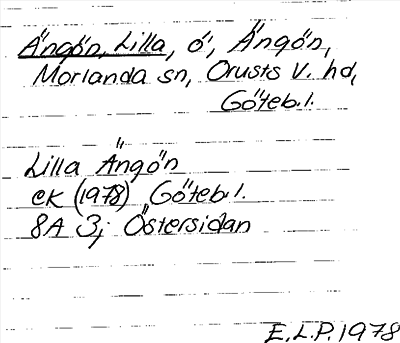 Ängön, Lilla, ö, Ängön,
Morlanda sn, Orusts V. hd,
Göteb. l.
Lilla Ängön
ek (1978) Göteb. l.
8A 3j Östersidan
E.L.P. 1978